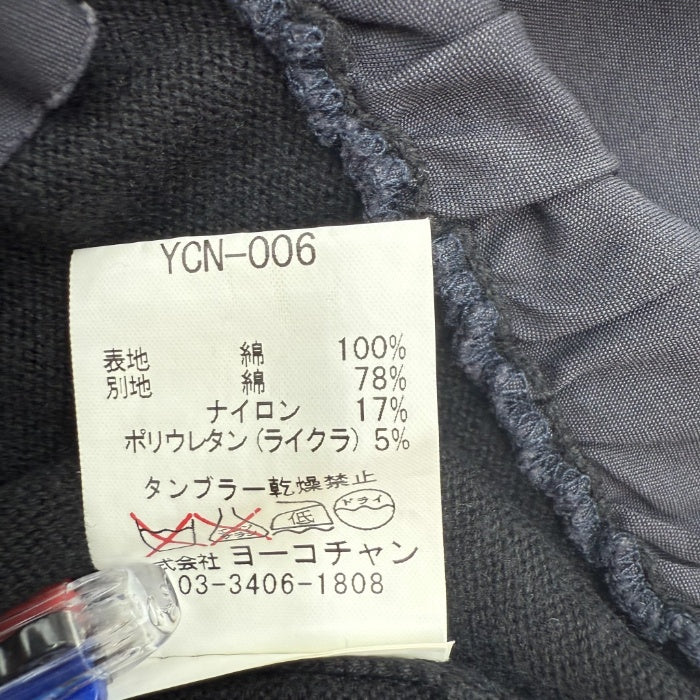 YCN-006
表地 綿 100%
別地 綿 78%
ナイロン 17%
ポリウレタン(ライクラ) 5%
タンブラー乾燥禁止
低 ドライ
式会社 ヨーコチャン
03-3406-1808